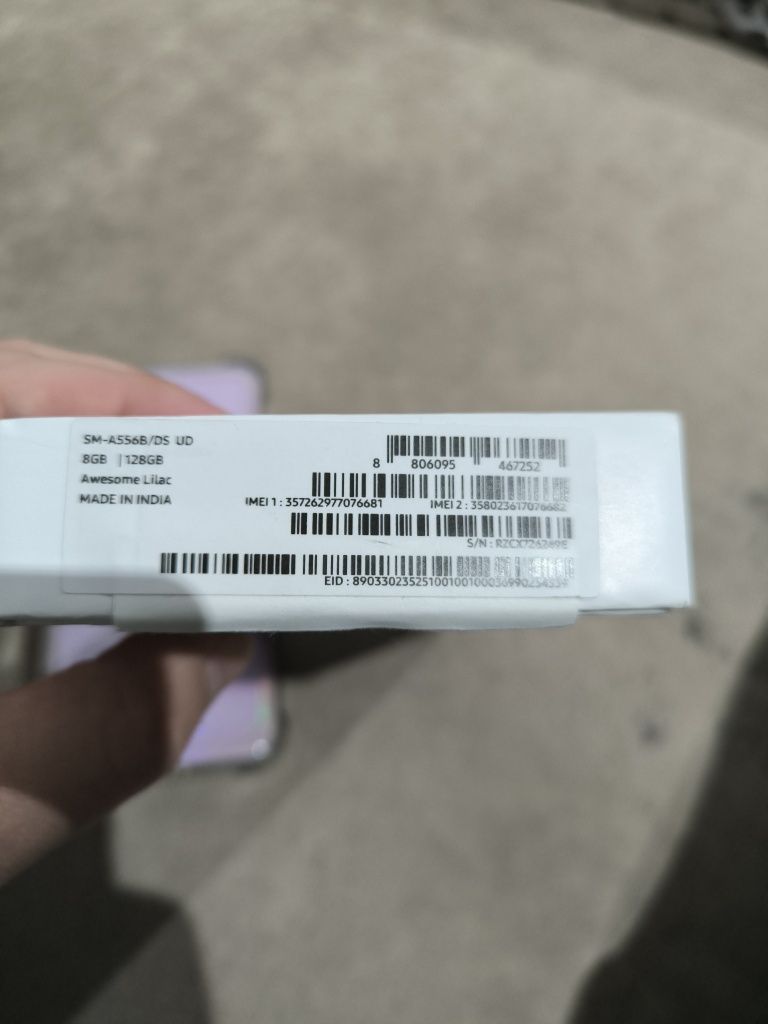 SM-A556B/DS UD
8GB | 128GB
Awesome Lilac
MADE IN INDIA
8 806095 467252
IMEI 1 : 357262977076681 IMEI 2 : 358023617076682
S/N :
EID :